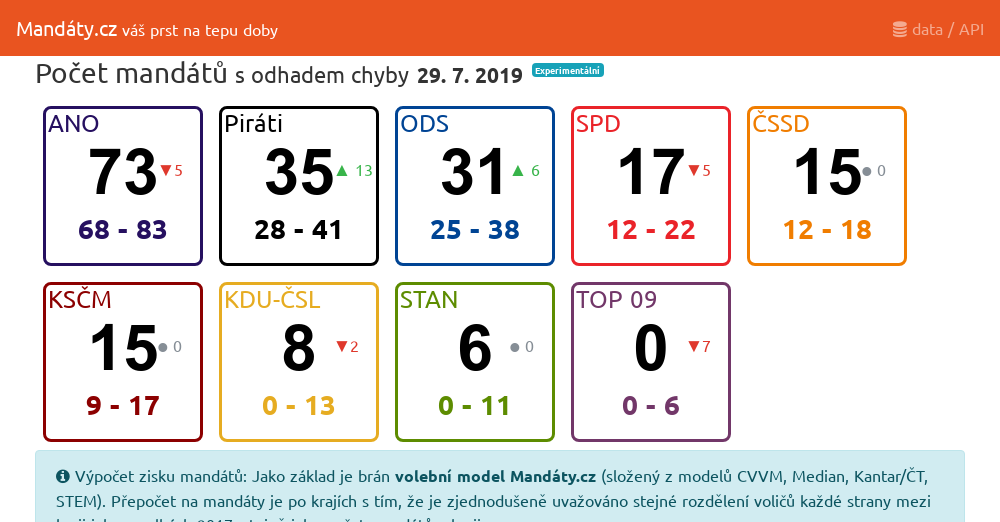 Mandáty.cz váš prst na tepu doby
data / API
Počet mandátů s odhadem chyby 29. 7. 2019 Experimentální
ANO
73 ▼5
68 - 83
Piráti
35 ▲ 13
28 - 41
ODS
31 ▲ 6
25 - 38
SPD
17 ▼5
12 - 22
ČSSD
15 ● 0
12 - 18
KSČM
15 ● 0
9 - 17
KDU-ČSL
8 ▼2
0 - 13
STAN
6 ● 0
0 - 11
TOP 09
0 ▼7
0 - 6
Výpočet zisku mandátů: Jako základ je brán volební model Mandáty.cz (složený z modelů CVVM, Median, Kantar/ČT,
STEM). Přepočet na mandáty je po krajích s tím, že je zjednodušeně uvažováno stejné rozdělení voličů každé strany mezi